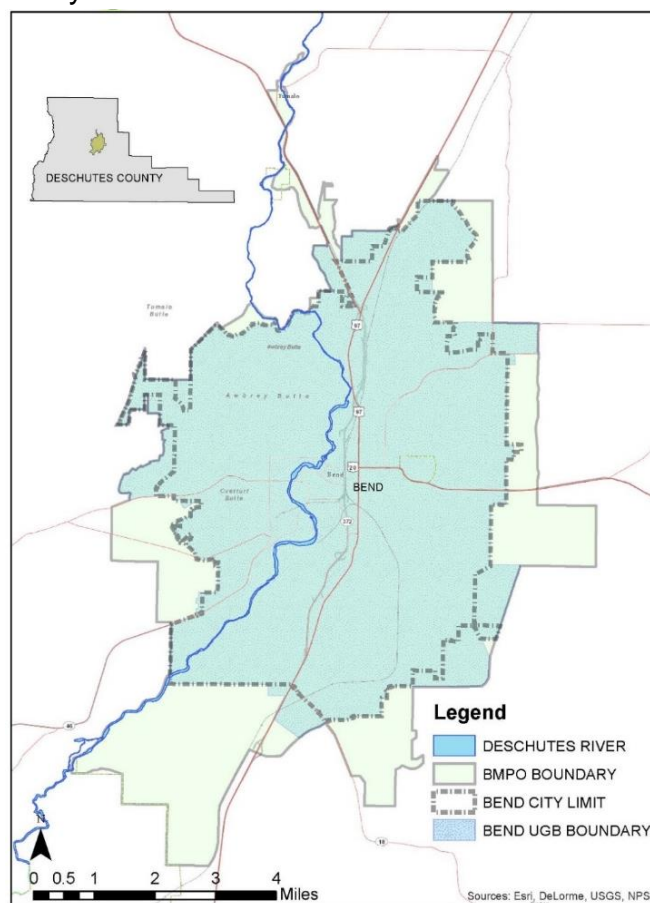 Tumalo
DESCHUTES COUNTY
Tumalo
Butte
97
Awbrey Butte
Awbrey Butte
97
20
Bend
BEND
Overturf
Butte
372
46
Legend
DESCHUTES RIVER
BMPO BOUNDARY
BEND CITY LIMIT
BEND UGB BOUNDARY
18
N
0 0.5 1 2 3 4
Miles
Sources: Esri, DeLorme, USGS, NPS